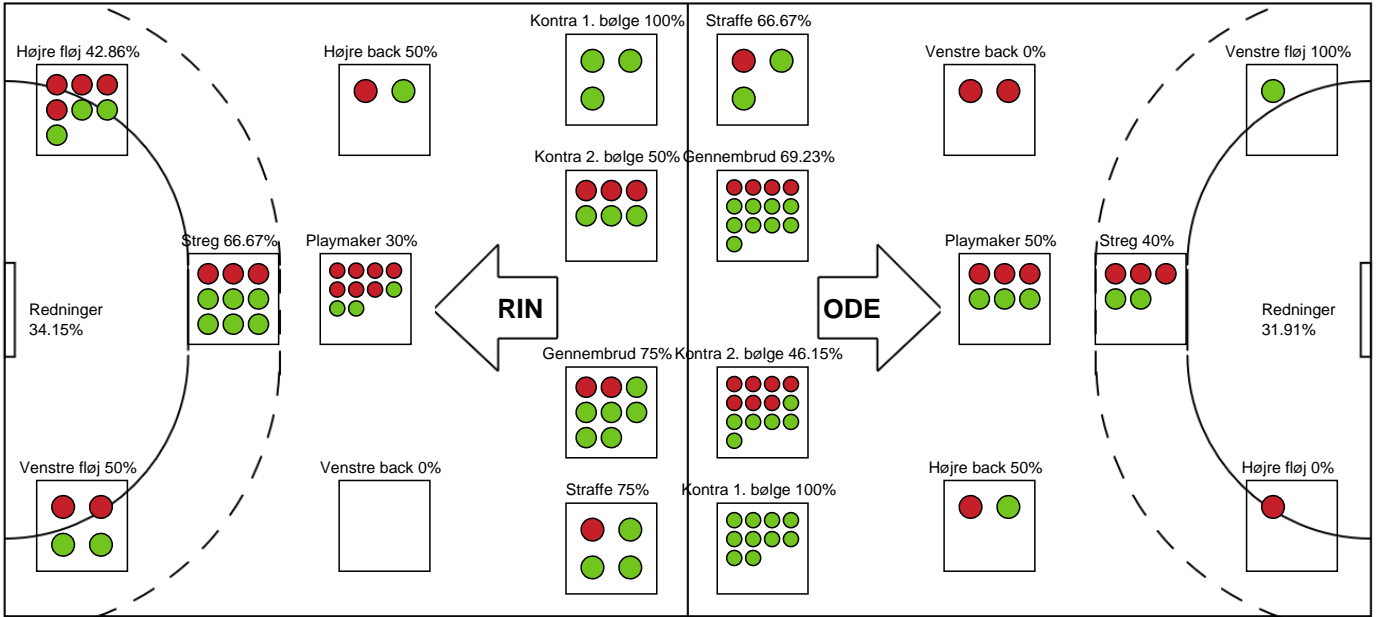 Kontra 1. bølge 100%
Straffe 66.67%
Højre fløj 42.86%
Højre back 50%
Venstre back 0%
Venstre fløj 100%
Kontra 2. bølge 50%
Gennembrud 69.23%
Streg 66.67%
Playmaker 30%
Playmaker 50%
Streg 40%
Redninger
34.15%
RIN
ODE
Redninger
31.91%
Gennembrud 75%
Kontra 2. bølge 46.15%
Venstre fløj 50%
Venstre back 0%
Højre back 50%
Højre fløj 0%
Straffe 75%
Kontra 1. bølge 100%